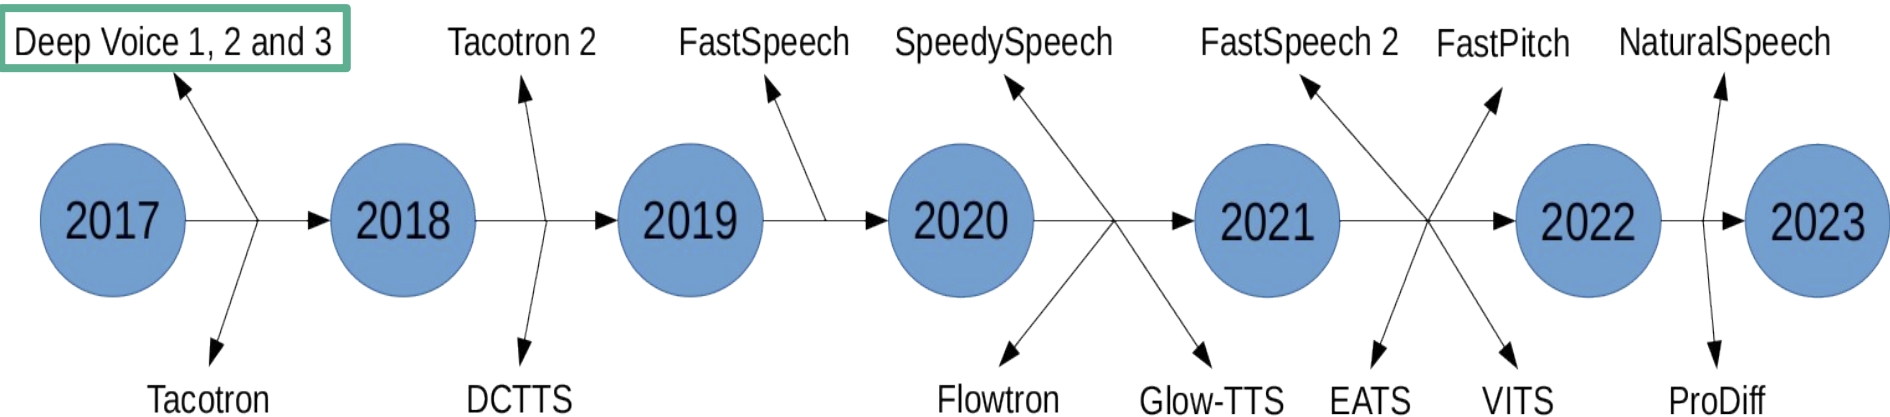 Deep Voice 1, 2 and 3
Tacotron 2
FastSpeech
SpeedySpeech
FastSpeech 2
FastPitch
NaturalSpeech
2017
2018
2019
2020
2021
2022
2023
Tacotron
DCTTS
Flowtron
Glow-TTS
EATS
VITS
ProDiff